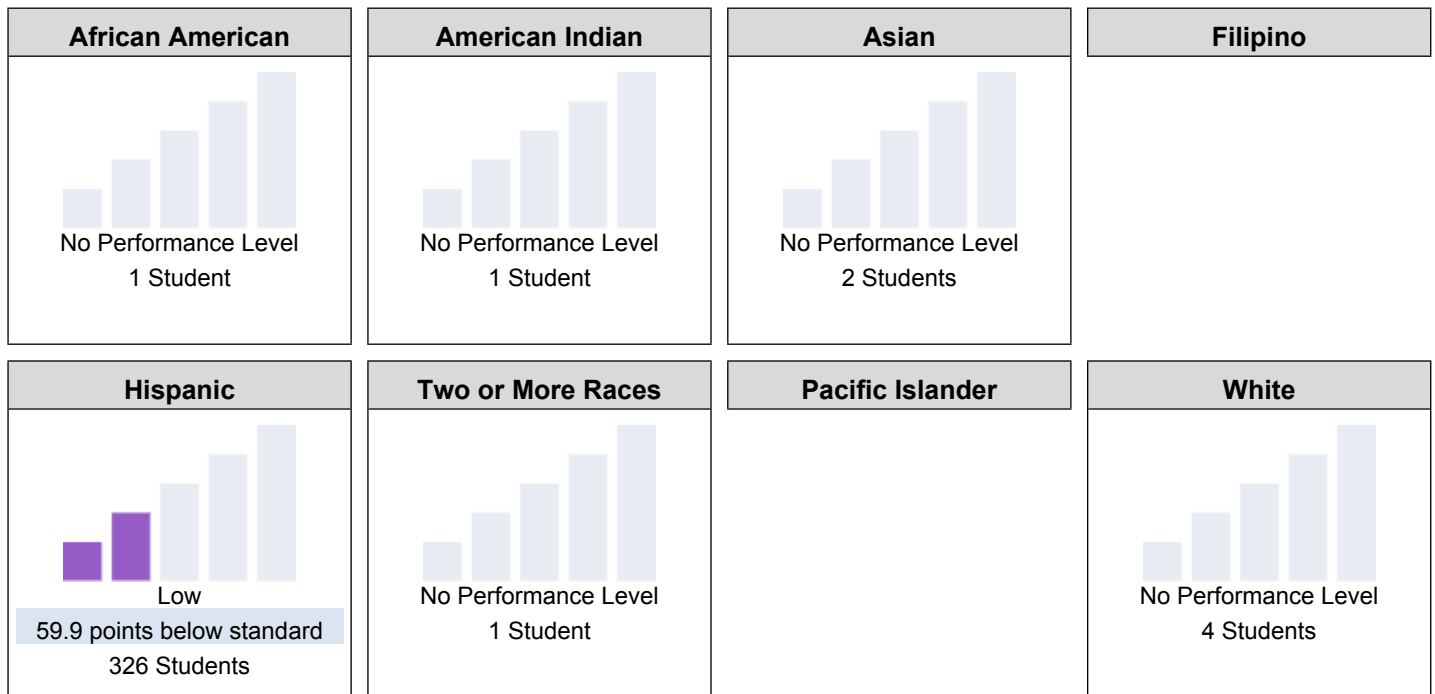 African American
No Performance Level
1 Student
American Indian
No Performance Level
1 Student
Asian
No Performance Level
2 Students
Filipino
Hispanic
Low
59.9 points below standard
326 Students
Two or More Races
No Performance Level
1 Student
Pacific Islander
White
No Performance Level
4 Students